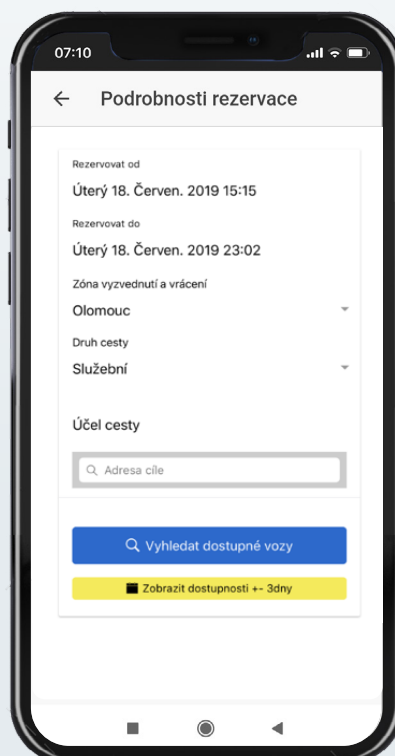 07:10
Podrobnosti rezervace
Rezervovat od
Úterý 18. Červen. 2019 15:15
Rezervovat do
Úterý 18. Červen. 2019 23:02
Zóna vyzvednutí a vrácení
Olomouc
Druh cesty
Služební
Účel cesty
Adresa cíle
Vyhledat dostupné vozy
Zobrazit dostupnosti +- 3dny